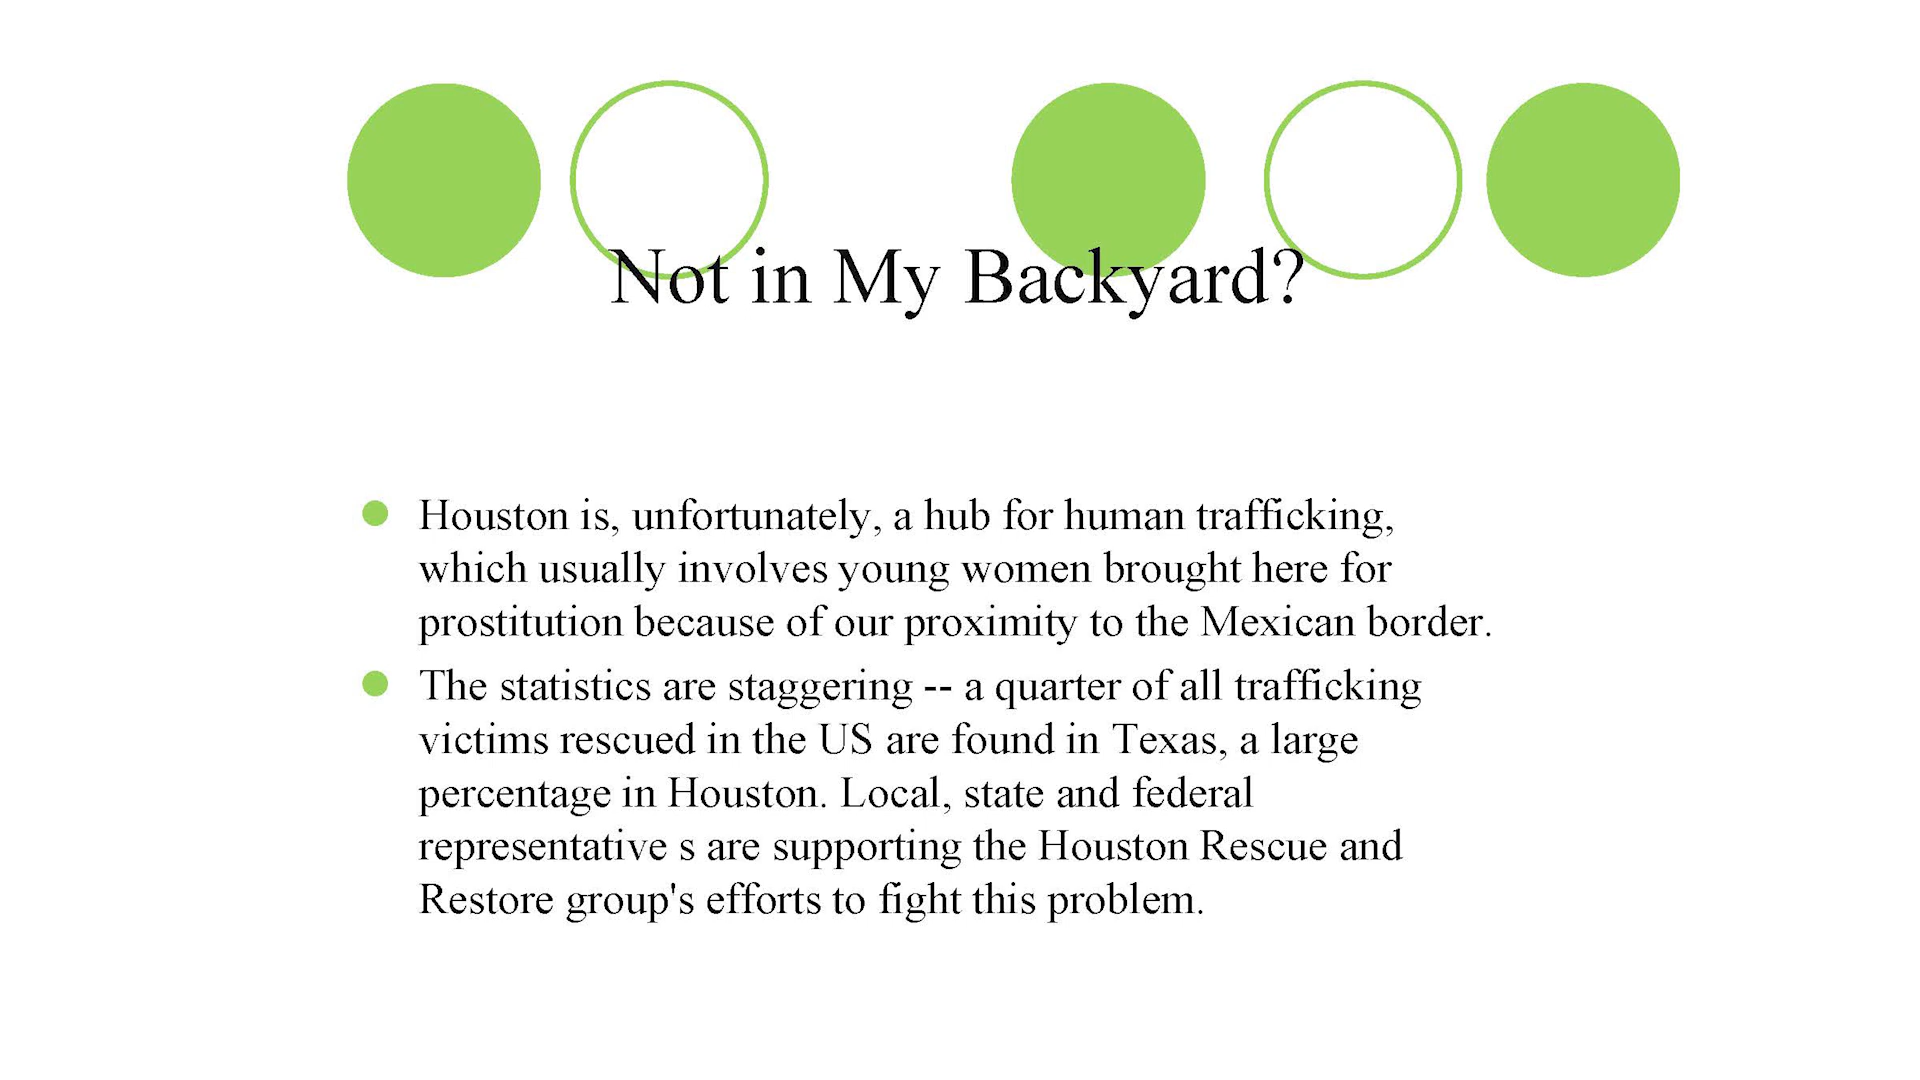 Not in My Backyard?
Houston is, unfortunately, a hub for human trafficking,
which usually involves young women brought here for
prostitution because of our proximity to the Mexican border.
The statistics are staggering -- a quarter of all trafficking
victims rescued in the US are found in Texas, a large
percentage in Houston. Local, state and federal
representative s are supporting the Houston Rescue and
Restore group's efforts to fight this problem.